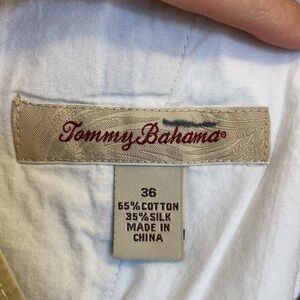 Tommy Bahama®
36
65% COTTON
35% SILK
MADE IN
CHINA